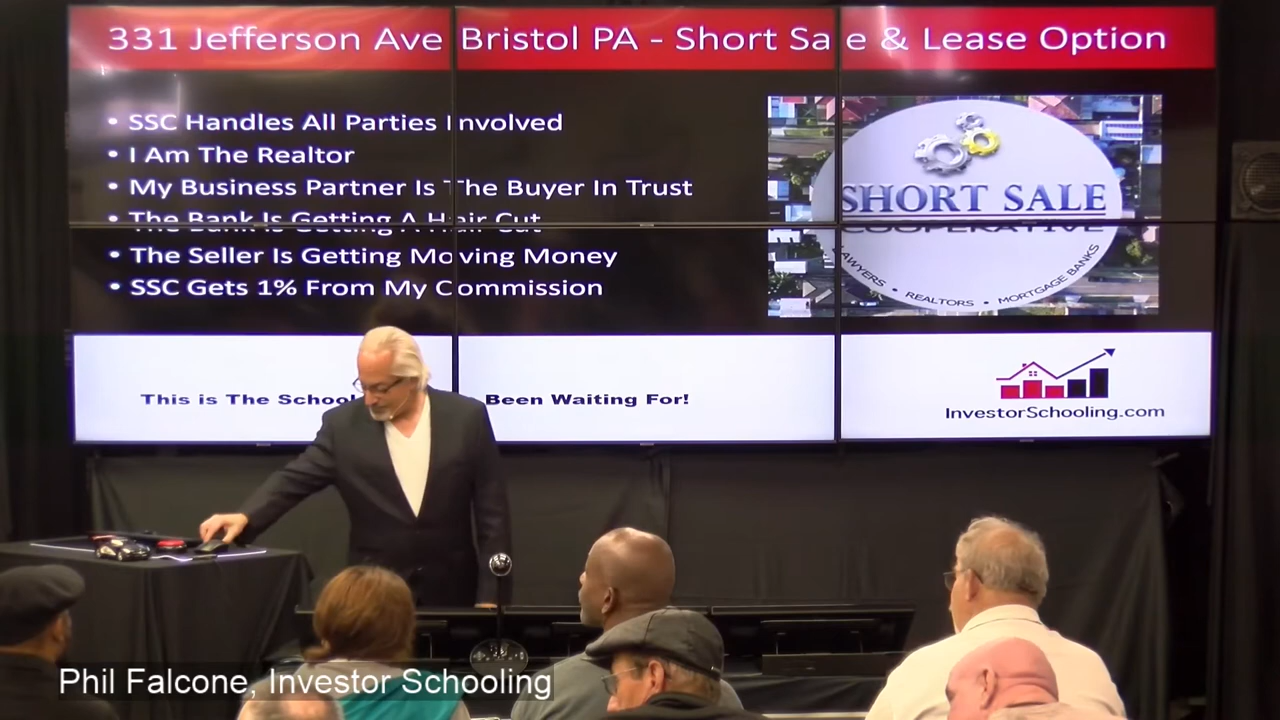 331 Jefferson Ave Bristol PA - Short Sale & Lease Option
• SSC Handles All Parties Involved
• I Am The Realtor
• My Business Partner Is The Buyer In Trust
• The Bank Is Getting A Hair Cut
• The Seller Is Getting Moving Money
• SSC Gets 1% From My Commission
SHORT SALE
COOPERATIVE
LAWYERS • REALTORS • MORTGAGE BANKS
This is The School Been Waiting For!
InvestorSchooling.com
Phil Falcone, Investor Schooling